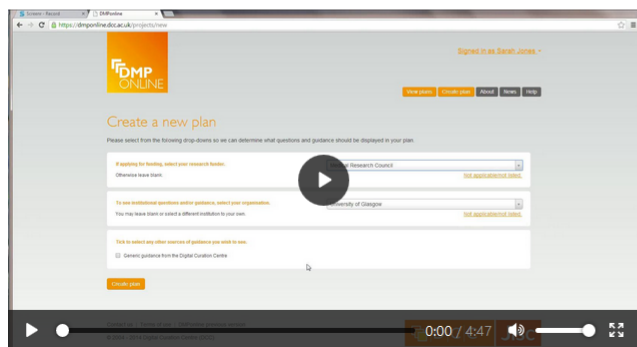 Screenr - Record
DMPonline
https://dmponline.dcc.ac.uk/projects/new
Signed in as Sarah Jones
DMP
ONLINE
View plans Create plan About News Help
Create a new plan
Please select from the following drop-downs so we can determine what questions and guidance should be displayed in your plan.
If applying for funding, select your research funder.
Research Council
Otherwise leave blank.
Not applicable/not listed.
To see institutional questions and/or guidance, select your organisation.
University of Glasgow
You may leave blank or select a different institution to your own.
Not applicable/not listed.
Tick to select any other sources of guidance you wish to see.
Generic guidance from the Digital Curation Centre
Create plan
0:00 / 4:47